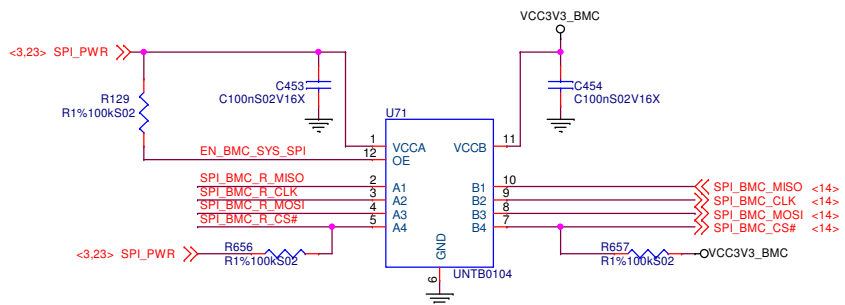 VCC3V3_BMC
<3,23> SPI_PWR
C453
C100nS02V16X
C454
C100nS02V16X
R129
R1%100kS02
U71
1 VCCA VCCB 11
EN_BMC_SYS_SPI 12 OE
SPI_BMC_R_MISO 2 A1 B1 10 SPI_BMC_MISO <14>
SPI_BMC_R_CLK 3 A2 B2 9 SPI_BMC_CLK <14>
SPI_BMC_R_MOSI 4 A3 B3 8 SPI_BMC_MOSI <14>
SPI_BMC_R_CS# 5 A4 B4 7 SPI_BMC_CS# <14>
<3,23> SPI_PWR
R656
R1%100kS02
GND
6
UNTB0104
R657
R1%100kS02
VCC3V3_BMC